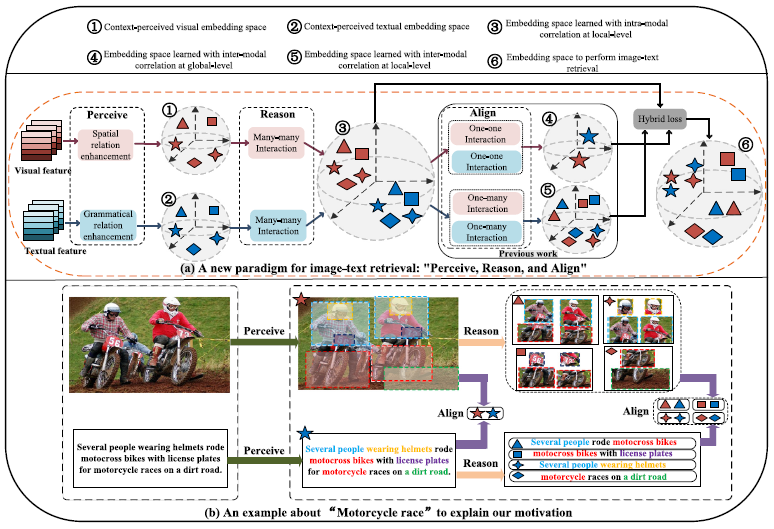 ① Context-perceived visual embedding space
② Context-perceived textual embedding space
③ Embedding space learned with intra-modal
correlation at local-level
④ Embedding space learned with inter-modal
correlation at global-level
⑤ Embedding space learned with inter-modal
correlation at local-level
⑥ Embedding space to perform image-text
retrieval
Perceive
①
Reason
③
Align
④
Hybrid loss
⑥
Spatial
relation
enhancement
Many-many
Interaction
One-one
Interaction
One-one
Interaction
Visual feature
②
⑤
Grammatical
relation
enhancement
Many-many
Interaction
One-many
Interaction
One-many
Interaction
Textual feature
Previous work
(a) A new paradigm for image-text retrieval: "Perceive, Reason, and Align"
Perceive
Reason
56
Align
Align
Several people wearing helmets rode
motocross bikes with license plates
for motorcycle races on a dirt road.
Perceive
Several people wearing helmets rode
motocross bikes with license plates
for motorcycle races on a dirt road.
Reason
Several people rode motocross bikes
motocross bikes with license plates
Several people wearing helmets
motorcycle races on a dirt road
(b) An example about “Motorcycle race” to explain our motivation